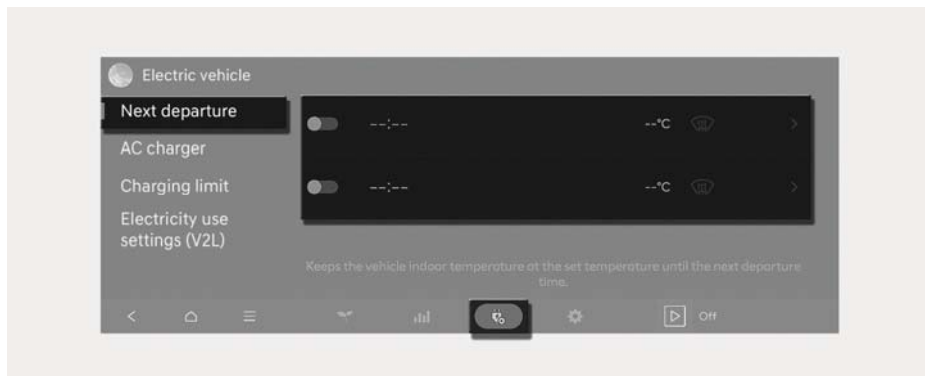 Electric vehicle
Next departure
--:--
--°C
AC charger
Charging limit
--:--
--°C
Electricity use
settings (V2L)
Keeps the vehicle indoor temperature at the set temperature until the next departure
time.
Off